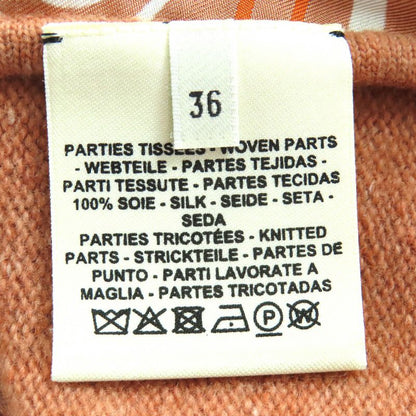 36
PARTIES TISSÉES - WOVEN PARTS
- WEBTEILE - PARTES TEJIDAS -
PARTI TESSUTE - PARTES TECIDAS
100% SOIE - SILK - SEIDE - SETA -
SEDA
PARTIES TRICOTÉES - KNITTED
PARTS - STRICKTEILE - PARTES DE
PUNTO - PARTI LAVORATE A
MAGLIA - PARTES TRICOTADAS
P W